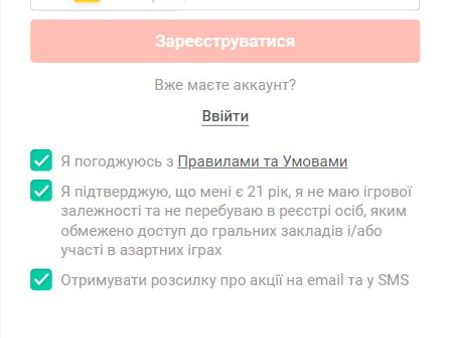 Зареєструватися
Вже маєте аккаунт?
Ввійти
Я погоджуюсь з Правилами та Умовами
Я підтверджую, що мені є 21 рік, я не маю ігрової
залежності та не перебуваю в реєстрі осіб, яким
обмежено доступ до гральних закладів і/або
участі в азартних іграх
Отримувати розсилку про акції на email та у SMS